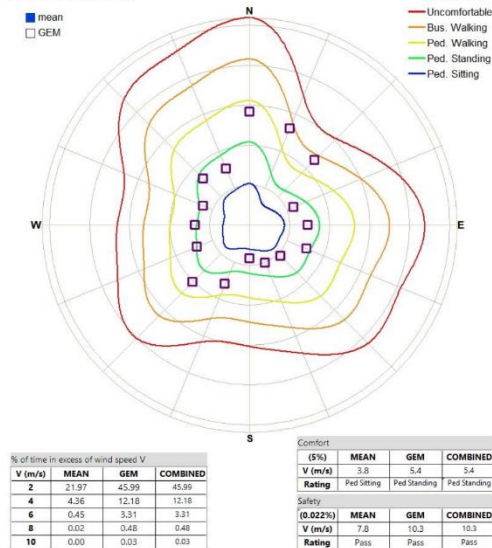 mean
GEM
N
Uncomfortable
Bus. Walking
Ped. Walking
Ped. Standing
Ped. Sitting
W
E
S
% of time in excess of wind speed V
V (m/s) MEAN GEM COMBINED
2 21.97 45.99 45.99
4 4.36 12.18 12.18
6 0.45 3.31 3.31
8 0.02 0.48 0.48
10 0.00 0.03 0.03
Comfort
(5%) MEAN GEM COMBINED
V (m/s) 3.8 5.4 5.4
Rating Ped Sitting Ped Standing Ped Standing
Safety
(0.022%) MEAN GEM COMBINED
V (m/s) 7.8 10.3 10.3
Rating Pass Pass Pass